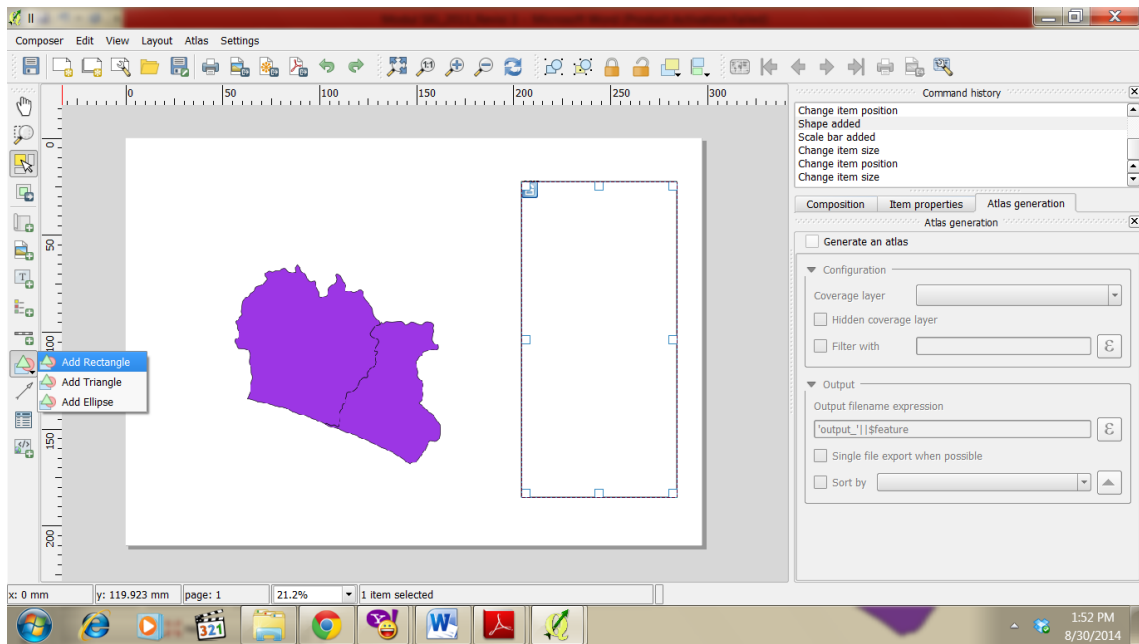 II
Composer Edit View Layout Atlas Settings
0 50 100 150 200 250 300
0
50
100
150
200
Add Rectangle
Add Triangle
Add Ellipse
Command history
Change item position
Shape added
Scale bar added
Change item size
Change item position
Change item size
Composition Item properties Atlas generation
Atlas generation
Generate an atlas
Configuration
Coverage layer
Hidden coverage layer
Filter with ε
Output
Output filename expression
'output_'||$feature ε
Single file export when possible
Sort by
x: 0 mm y: 119.923 mm page: 1 21.2% 1 item selected
321
W
1:52 PM
8/30/2014